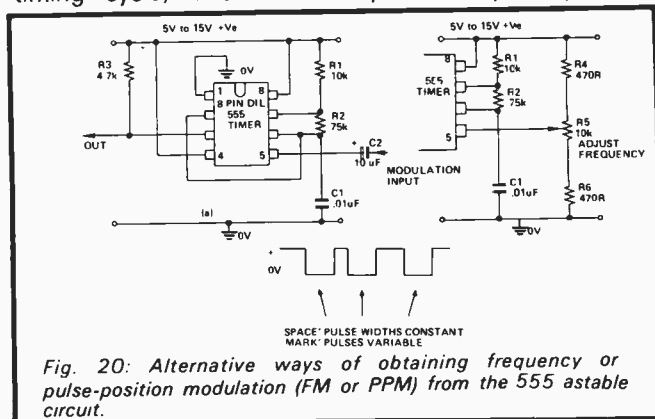 timing
5V to 15V +Ve
R3
4.7k
0V
1 8
8 PIN DIL
555
TIMER
4 5
OUT
R1
10k
R2
75k
+ C2
10 uF
MODULATION
INPUT
C1
.01uF
(a)
0V
5V to 15V +Ve
8
555
TIMER
5
R1
10k
R2
75k
R4
470R
R5
10k
ADJUST
FREQUENCY
C1
.01uF
R6
470R
0V
+
0V
SPACE' PULSE WIDTHS CONSTANT
MARK' PULSES VARIABLE
Fig. 20: Alternative ways of obtaining frequency or
pulse-position modulation (FM or PPM) from the 555 astable
circuit.